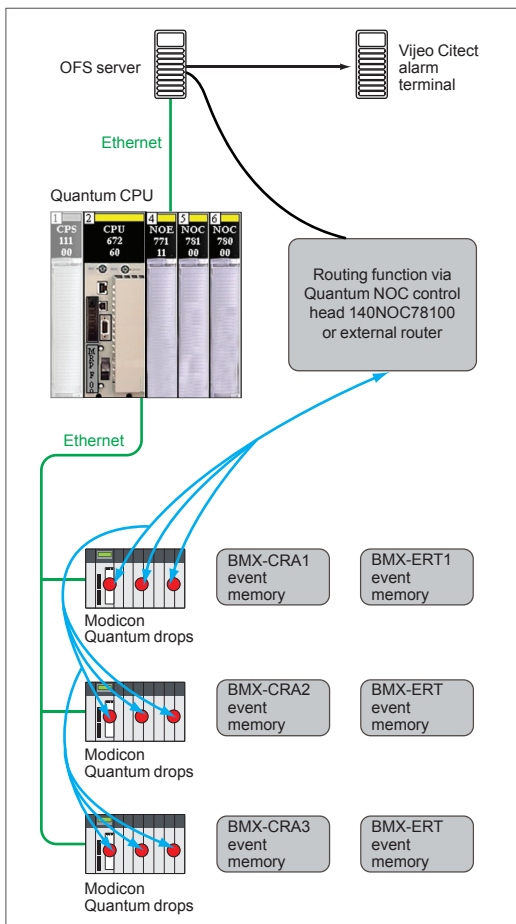 OFS server
Vijeo Citect
alarm
terminal
Ethernet
Quantum CPU
1
CPS
111
00
2
CPU
672
60
4
NOE
771
11
5
NOC
781
00
6
NOC
780
00
Routing function via
Quantum NOC control
head 140NOC78100
or external router
Ethernet
BMX-CRA1
event
memory
BMX-ERT1
event
memory
Modicon
Quantum drops
BMX-CRA2
event
memory
BMX-ERT
event
memory
Modicon
Quantum drops
BMX-CRA3
event
memory
BMX-ERT
event
memory
Modicon
Quantum drops